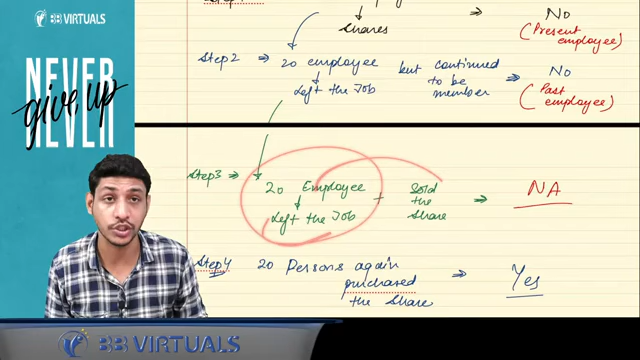 BB VIRTUALS
Shares
No
(Present employee)
Step2 ⇒ 20 employee but continued to be member ⇒ No
Left the Job
(Past employee)
NEVER
give up
NEVER
Step3 ⇒ 20 Employee + Sold the Share ⇒ NA
Left the Job
Step 4 20 Persons again purchased the Share ⇒ Yes
BB VIRTUALS